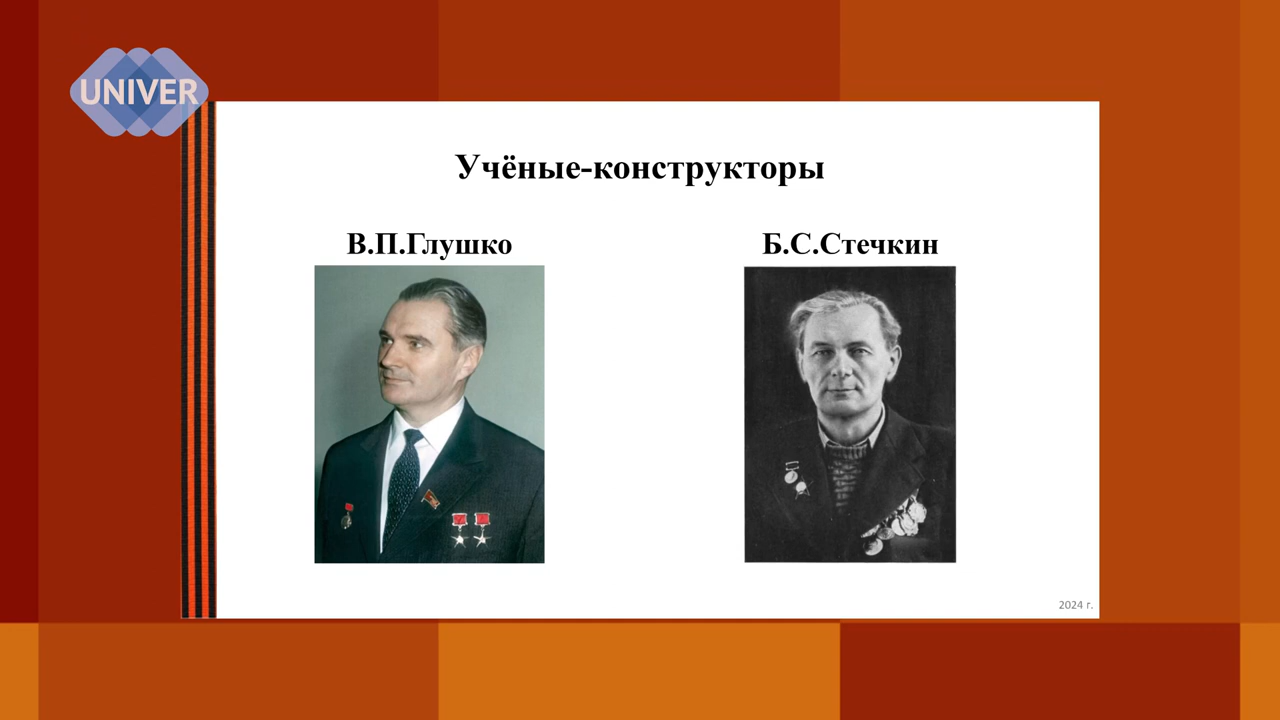 UNIVER
Учёные-конструкторы
В.П.Глушко
Б.С.Стечкин
2024 г.